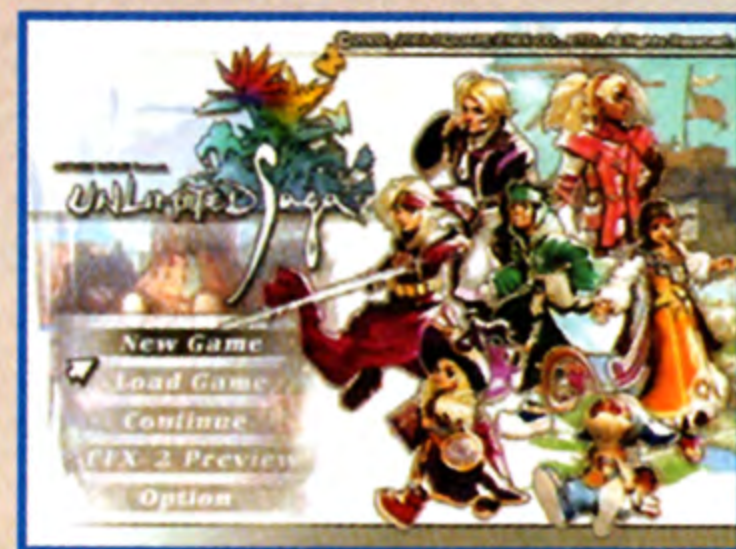 UNLIMITED Saga
New Game
Load Game
Continue
FFX-2 Preview
Option